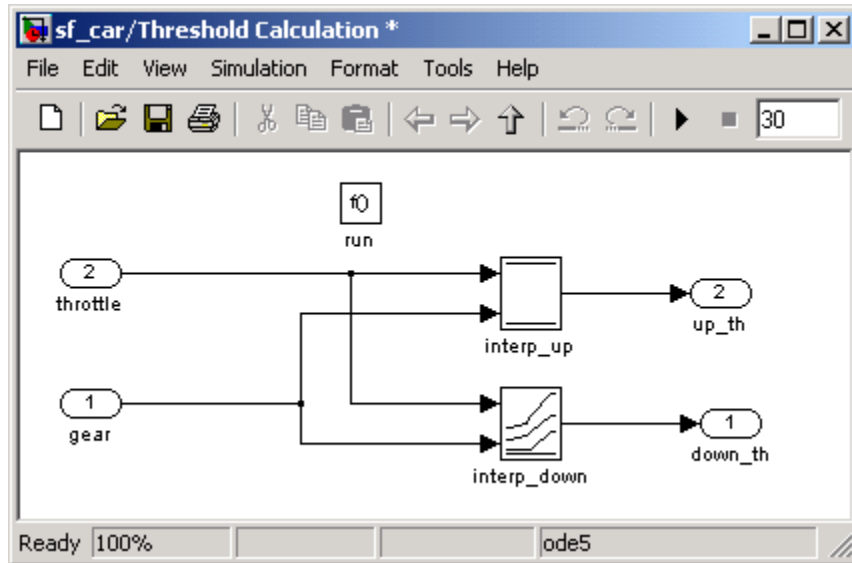 sf_car/Threshold Calculation *
File Edit View Simulation Format Tools Help
30
f()
run
2
throttle
interp_up
2
up_th
1
gear
interp_down
1
down_th
Ready 100% ode5